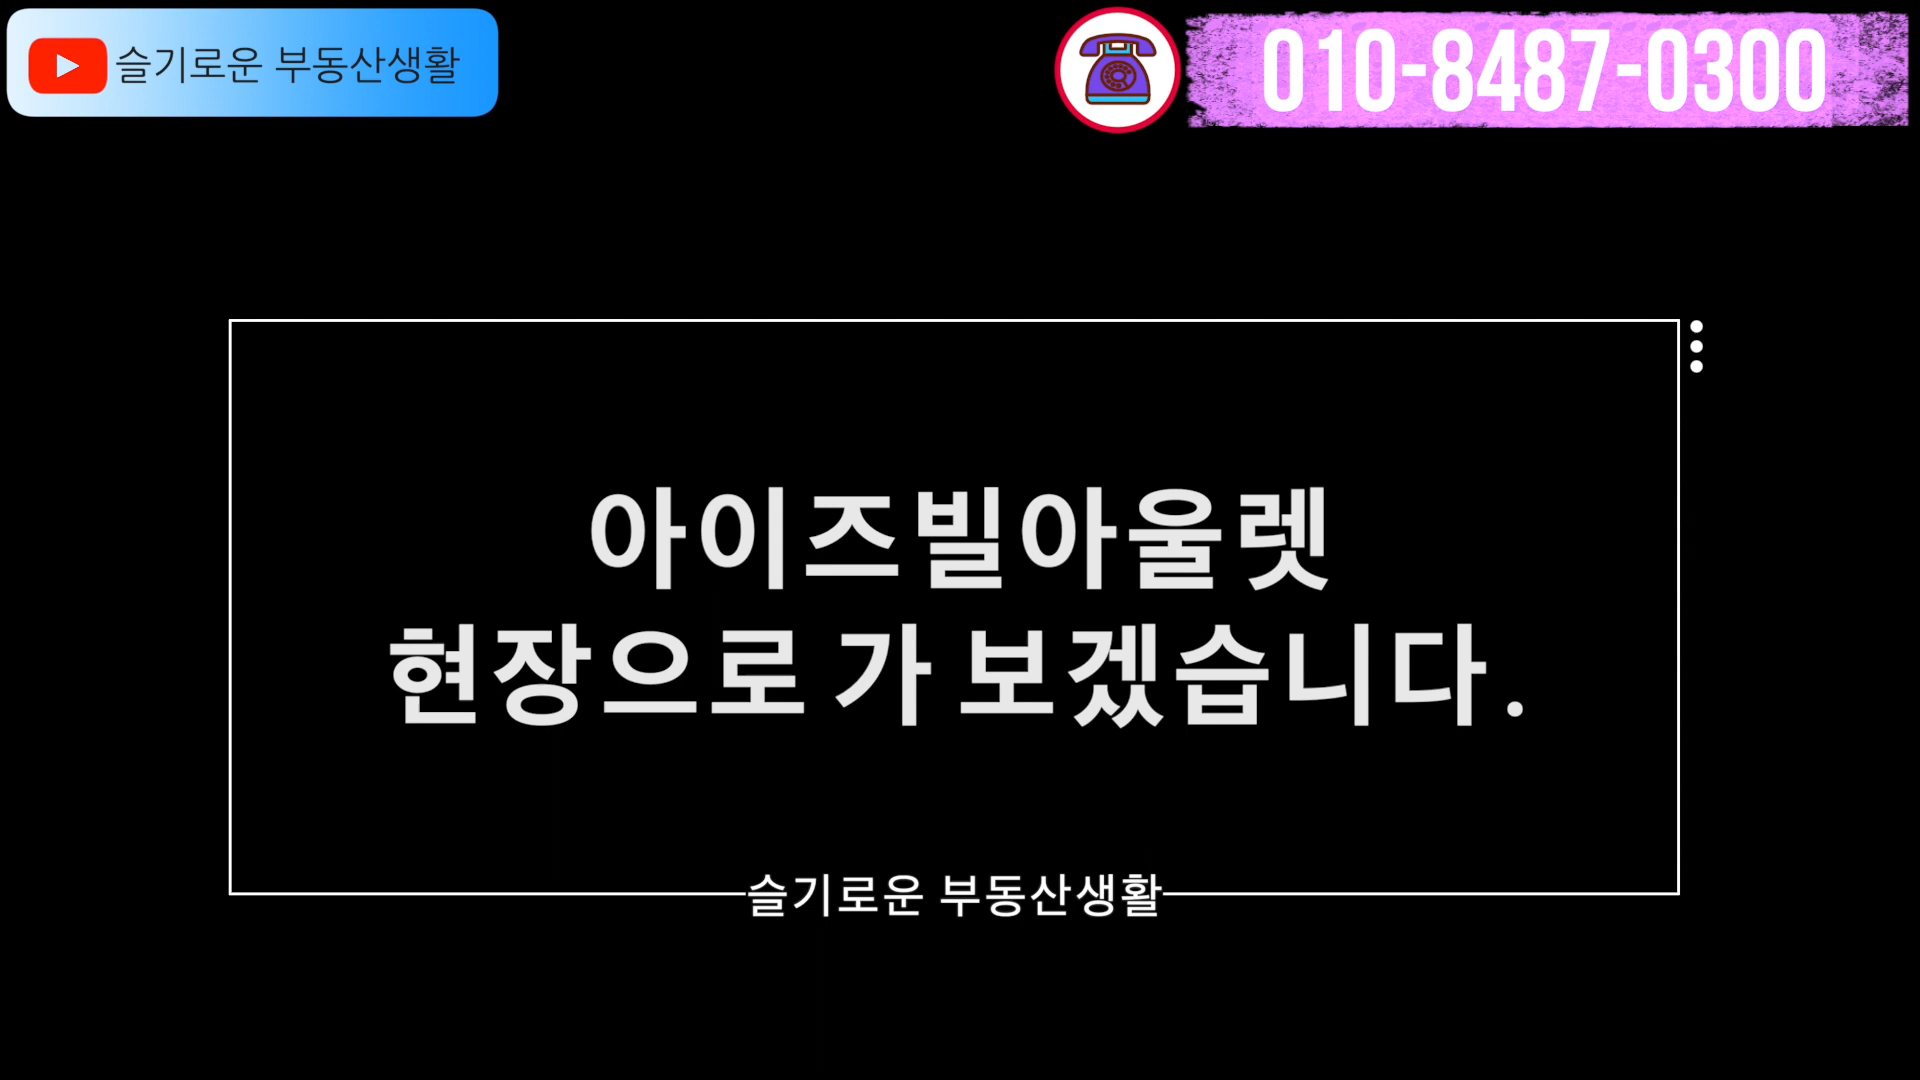 슬기로운 부동산생활
010-8487-0300
아이즈빌아울렛
현장으로 가 보겠습니다.
슬기로운 부동산생활